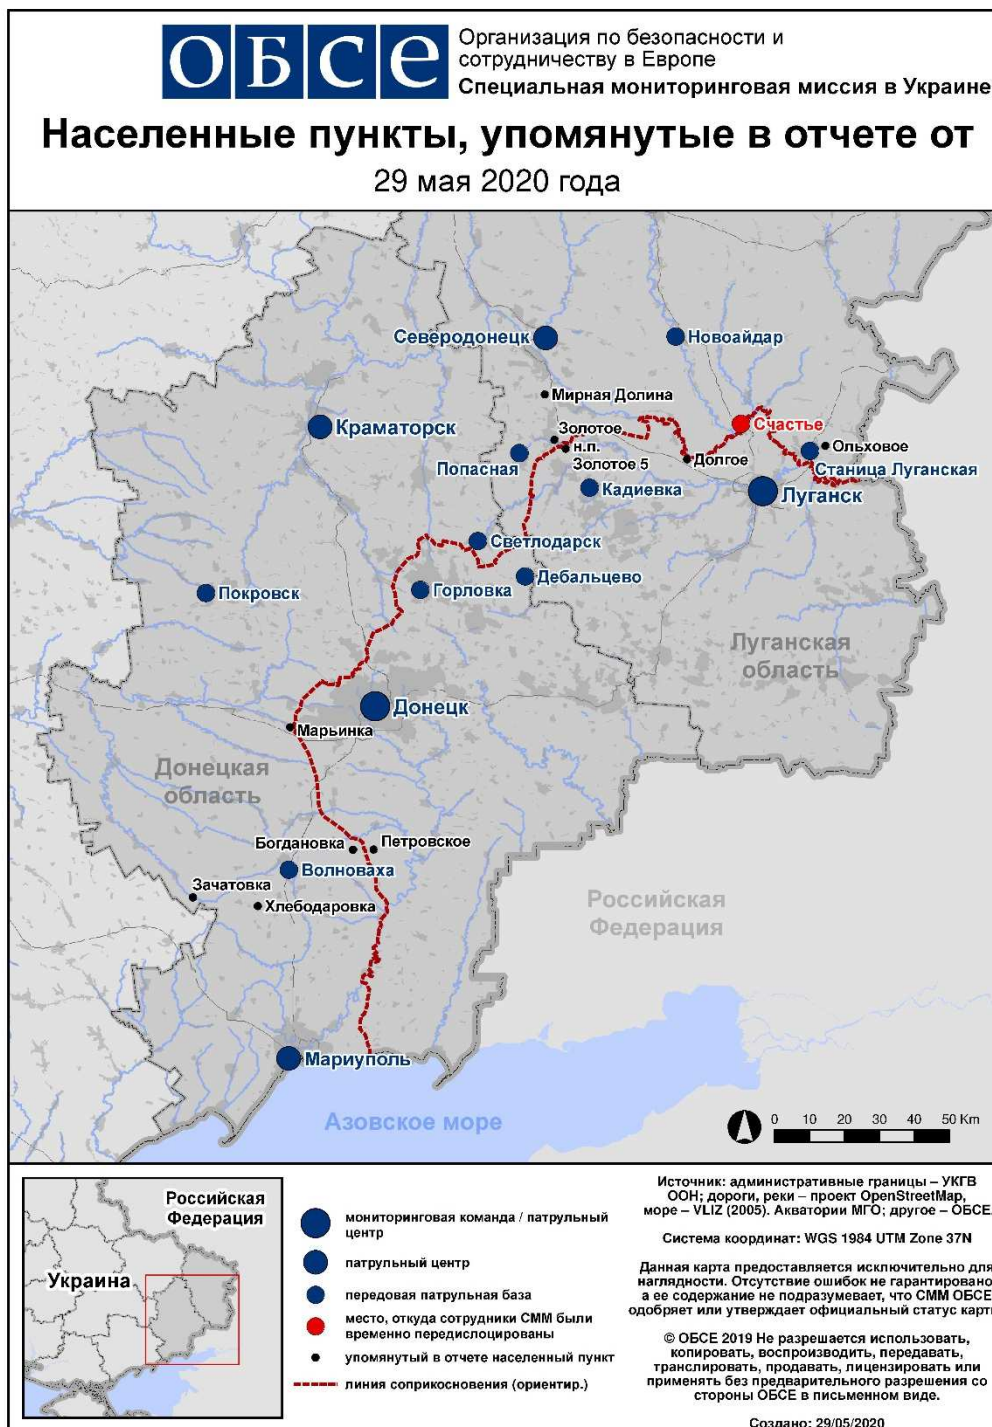 ОБСЕ
Организация по безопасности и
сотрудничеству в Европе
Специальная мониторинговая миссия в Украине
Населенные пункты, упомянутые в отчете от
29 мая 2020 года
Северодонецк
Новоайдар
Мирная Долина
Краматорск
Счастье
Золотое
н.п.
Золотое 5
Ольховое
Попасная
Долгое
Станица Луганская
Кадиевка
Луганск
Светлодарск
Дебальцево
Покровск
Горловка
Луганская
область
Донецк
Марьинка
Донецкая
область
Богдановка
Петровское
Волноваха
Зачатовка
Хлебодаровка
Российская
Федерация
Мариуполь
Азовское море
0 10 20 30 40 50 Km
Российская
Федерация
Украина
мониторинговая команда / патрульный
центр
патрульный центр
передовая патрульная база
место, откуда сотрудники СММ были
временно передислоцированы
упомянутый в отчете населенный пункт
линия соприкосновения (ориентир.)
Источник: административные границы – УКГВ
ООН; дороги, реки – проект OpenStreetMap,
море – VLIZ (2005). Акватории МГО; другое – ОБСЕ.
Система координат: WGS 1984 UTM Zone 37N
Данная карта предоставляется исключительно для
наглядности. Отсутствие ошибок не гарантировано
а ее содержание не подразумевает, что СММ ОБСЕ
одобряет или утверждает официальный статус карт
© ОБСЕ 2019 Не разрешается использовать,
копировать, воспроизводить, передавать,
транслировать, продавать, лицензировать или
применять без предварительного разрешения со
стороны ОБСЕ в письменном виде.
Создано: 29/05/2020